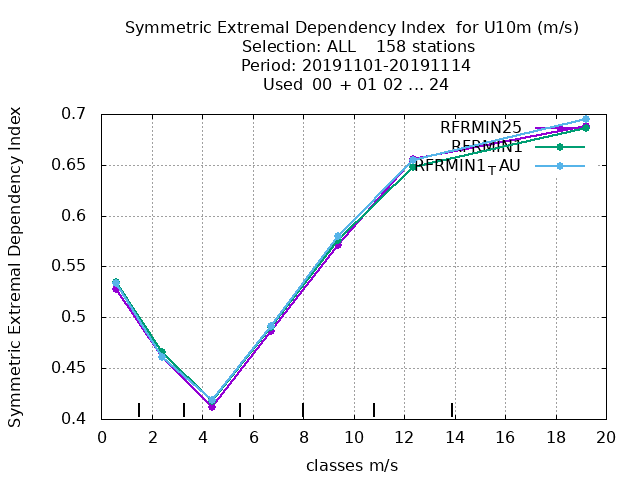 Symmetric Extremal Dependency Index for U10m (m/s)
Selection: ALL 158 stations
Period: 20191101-20191114
Used 00 + 01 02 ... 24
Symmetric Extremal Dependency Index
0.7
0.65
0.6
0.55
0.5
0.45
0.4
RFRMIN25
RFRMIN1
RFRMIN1TAU
0 2 4 6 8 10 12 14 16 18 20
classes m/s